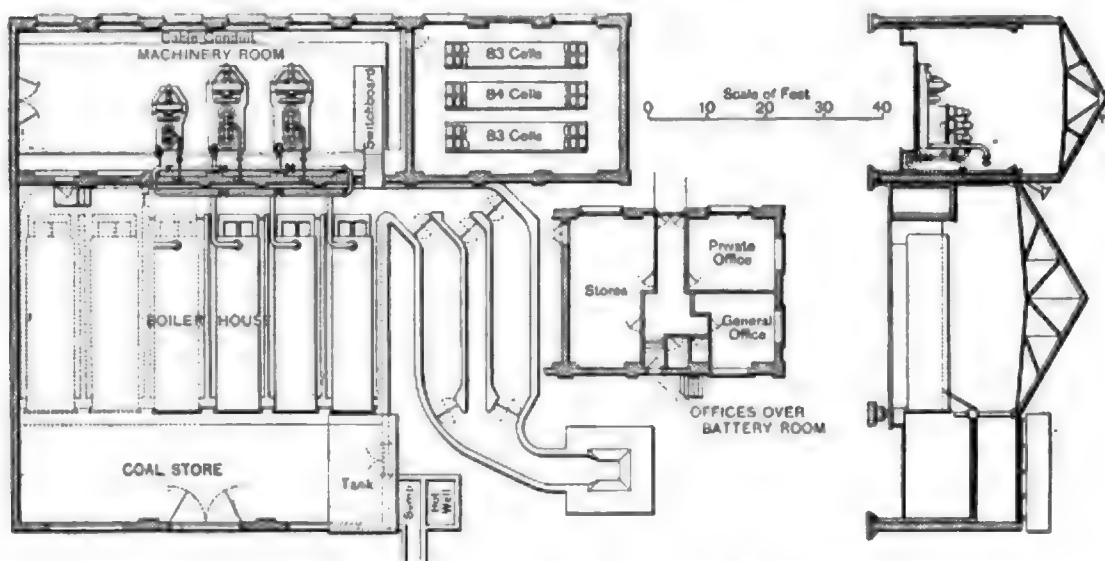 Cable Conduit
MACHINERY ROOM
Switchboard
83 Cells
84 Cells
83 Cells
Scale of Feet
0 10 20 30 40
Stores
Private
Office
General
Office
BOILER HOUSE
OFFICES OVER
BATTERY ROOM
COAL STORE
Tank
Sump
Hot
Well